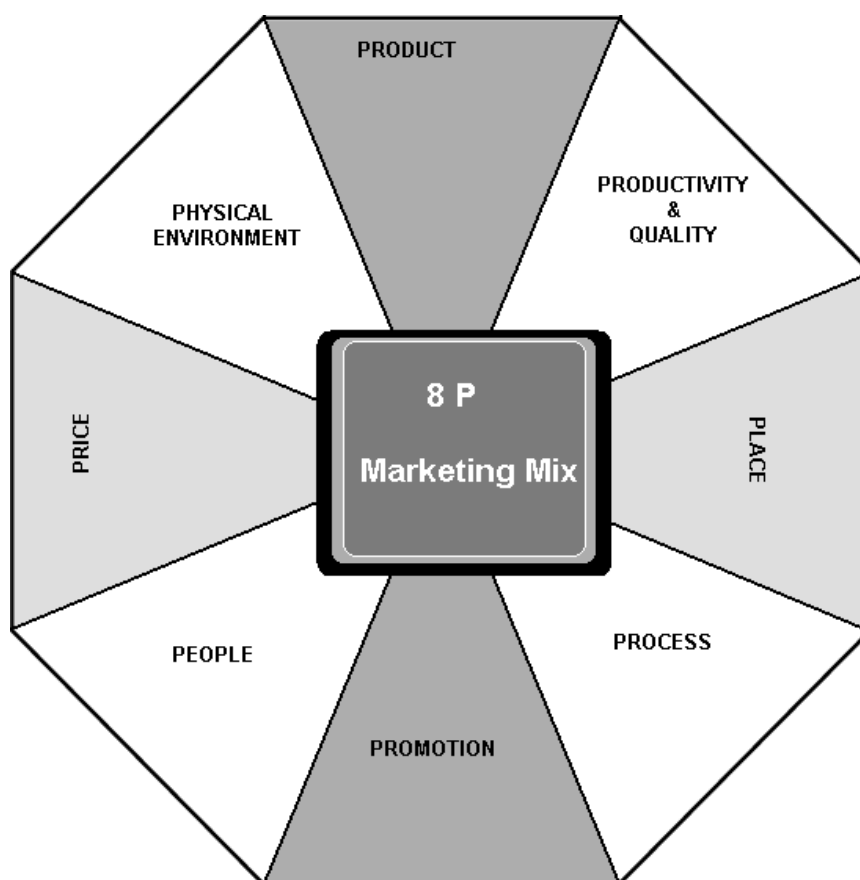 PRODUCT
PHYSICAL
ENVIRONMENT
PRODUCTIVITY
&
QUALITY
PRICE
8 P
Marketing Mix
PLACE
PEOPLE
PROCESS
PROMOTION